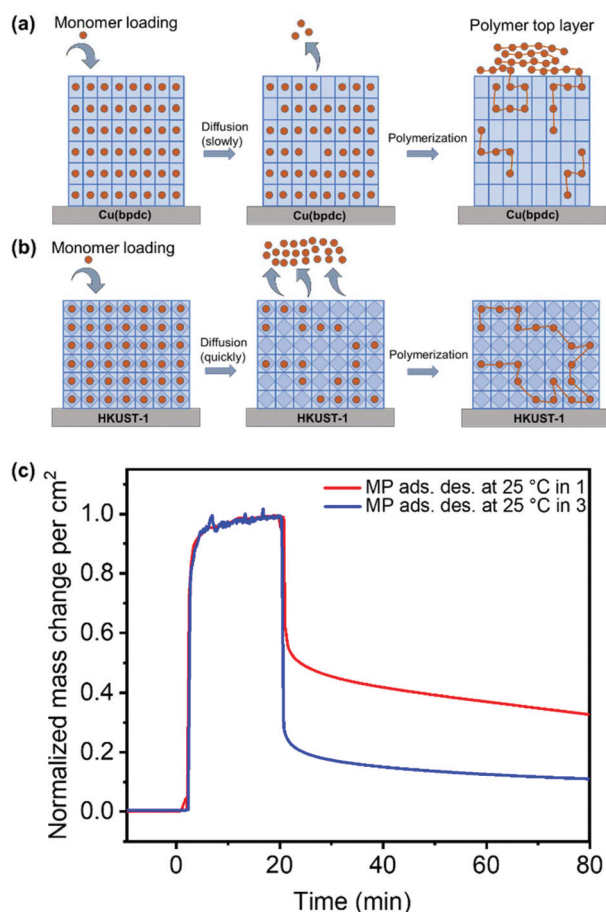 (a)
Monomer loading
Polymer top layer
Diffusion
(slowly)
Polymerization
Cu(bpdc)
Cu(bpdc)
Cu(bpdc)
(b)
Monomer loading
Diffusion
(quickly)
Polymerization
HKUST-1
HKUST-1
HKUST-1
(c)
MP ads. des. at 25 °C in 1
MP ads. des. at 25 °C in 3
Normalized mass change per cm²
1.0
0.8
0.6
0.4
0.2
0.0
0
20
40
60
80
Time (min)